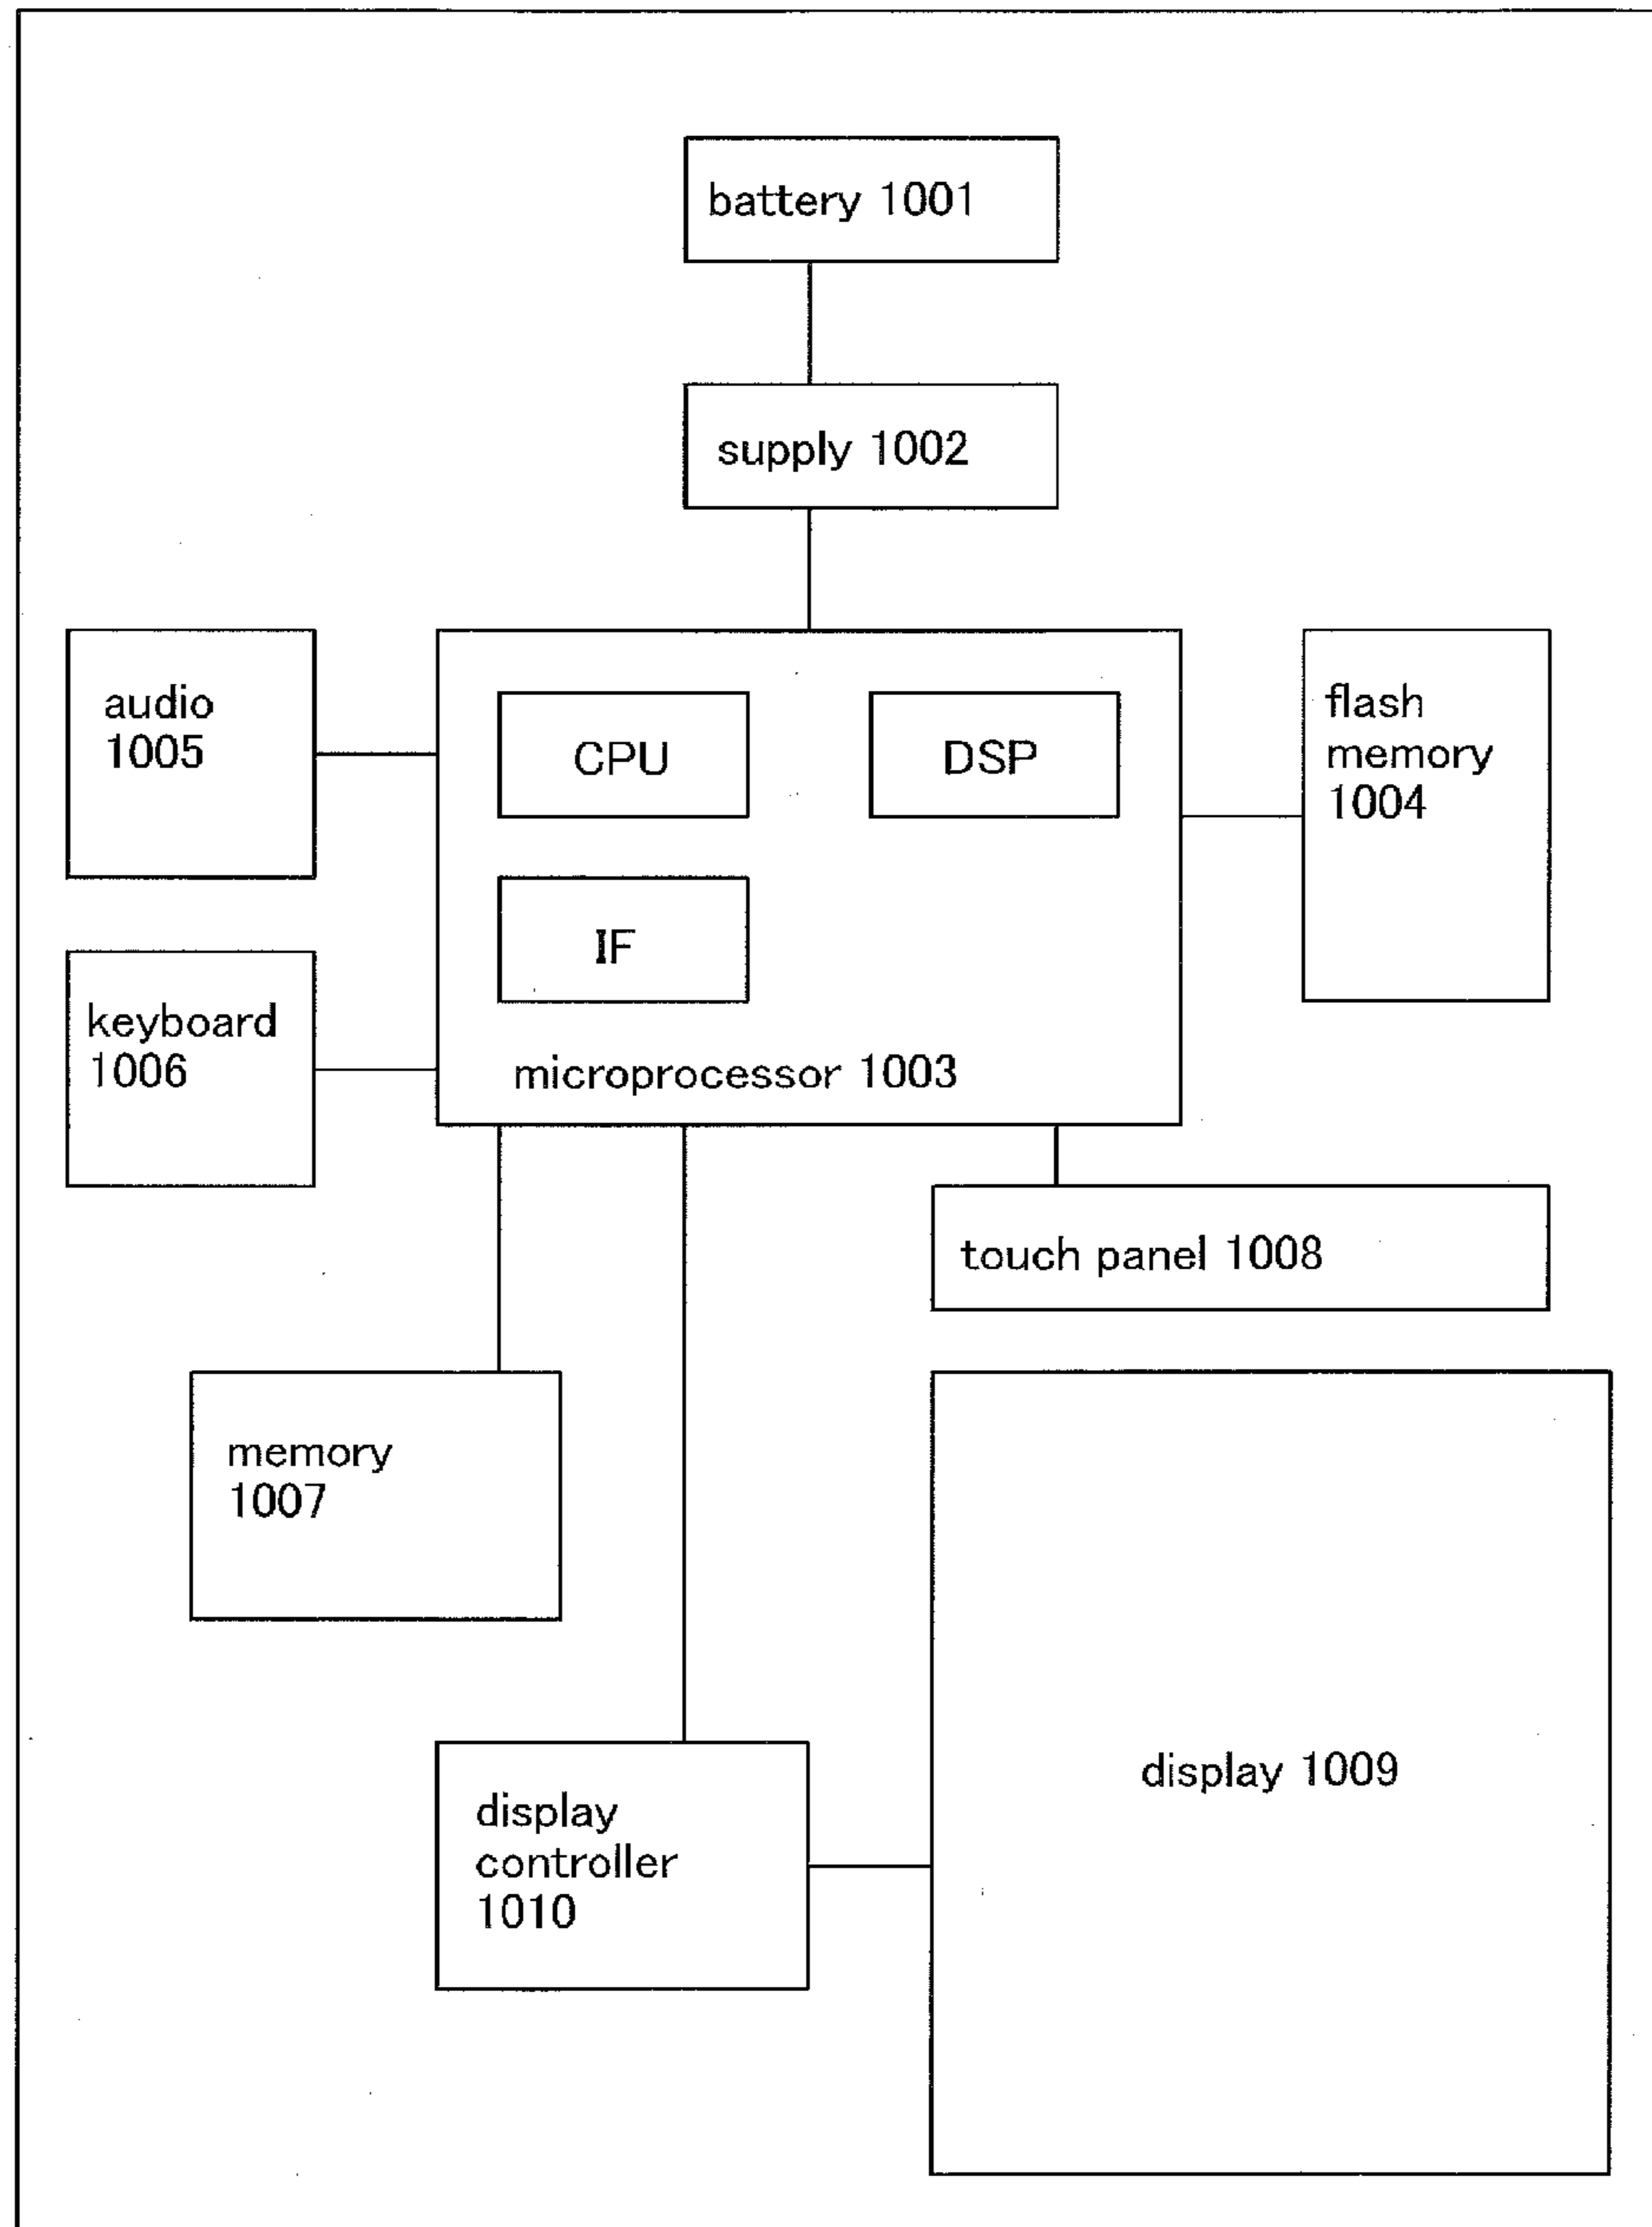 battery 1001
supply 1002
audio
1005
CPU
DSP
flash
memory
1004
IF
keyboard
1006
microprocessor 1003
touch panel 1008
memory
1007
display 1009
display
controller
1010